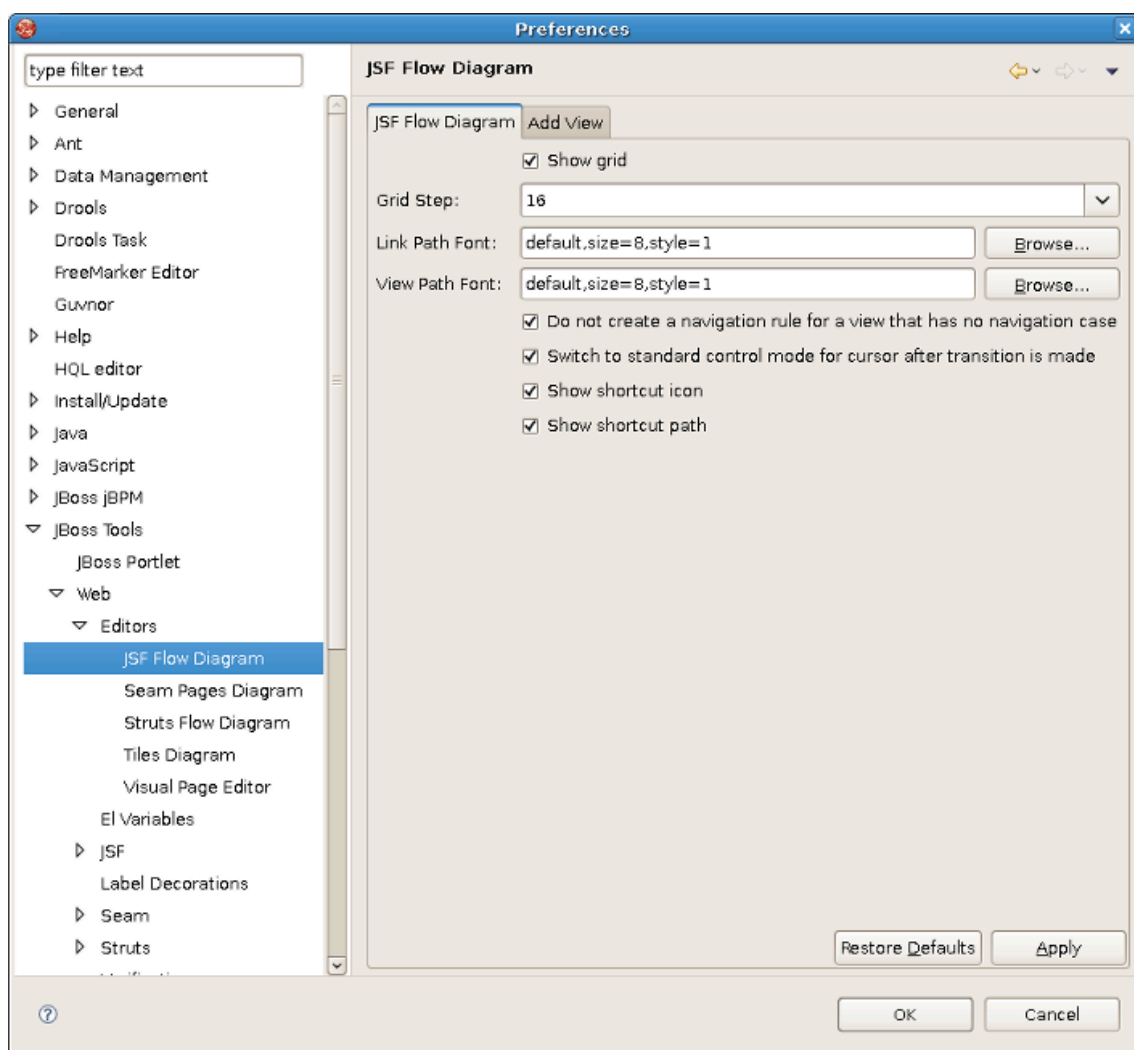 Preferences
type filter text
General
Ant
Data Management
Drools
Drools Task
FreeMarker Editor
Guvnor
Help
HQL editor
Install/Update
Java
JavaScript
JBoss jBPM
JBoss Tools
JBoss Portlet
Web
Editors
JSF Flow Diagram
Seam Pages Diagram
Struts Flow Diagram
Tiles Diagram
Visual Page Editor
El Variables
JSF
Label Decorations
Seam
Struts
JSF Flow Diagram
JSF Flow Diagram Add View
Show grid
Grid Step: 16
Link Path Font: default,size=8,style=1 Browse...
View Path Font: default,size=8,style=1 Browse...
Do not create a navigation rule for a view that has no navigation case
Switch to standard control mode for cursor after transition is made
Show shortcut icon
Show shortcut path
Restore Defaults Apply
? OK Cancel